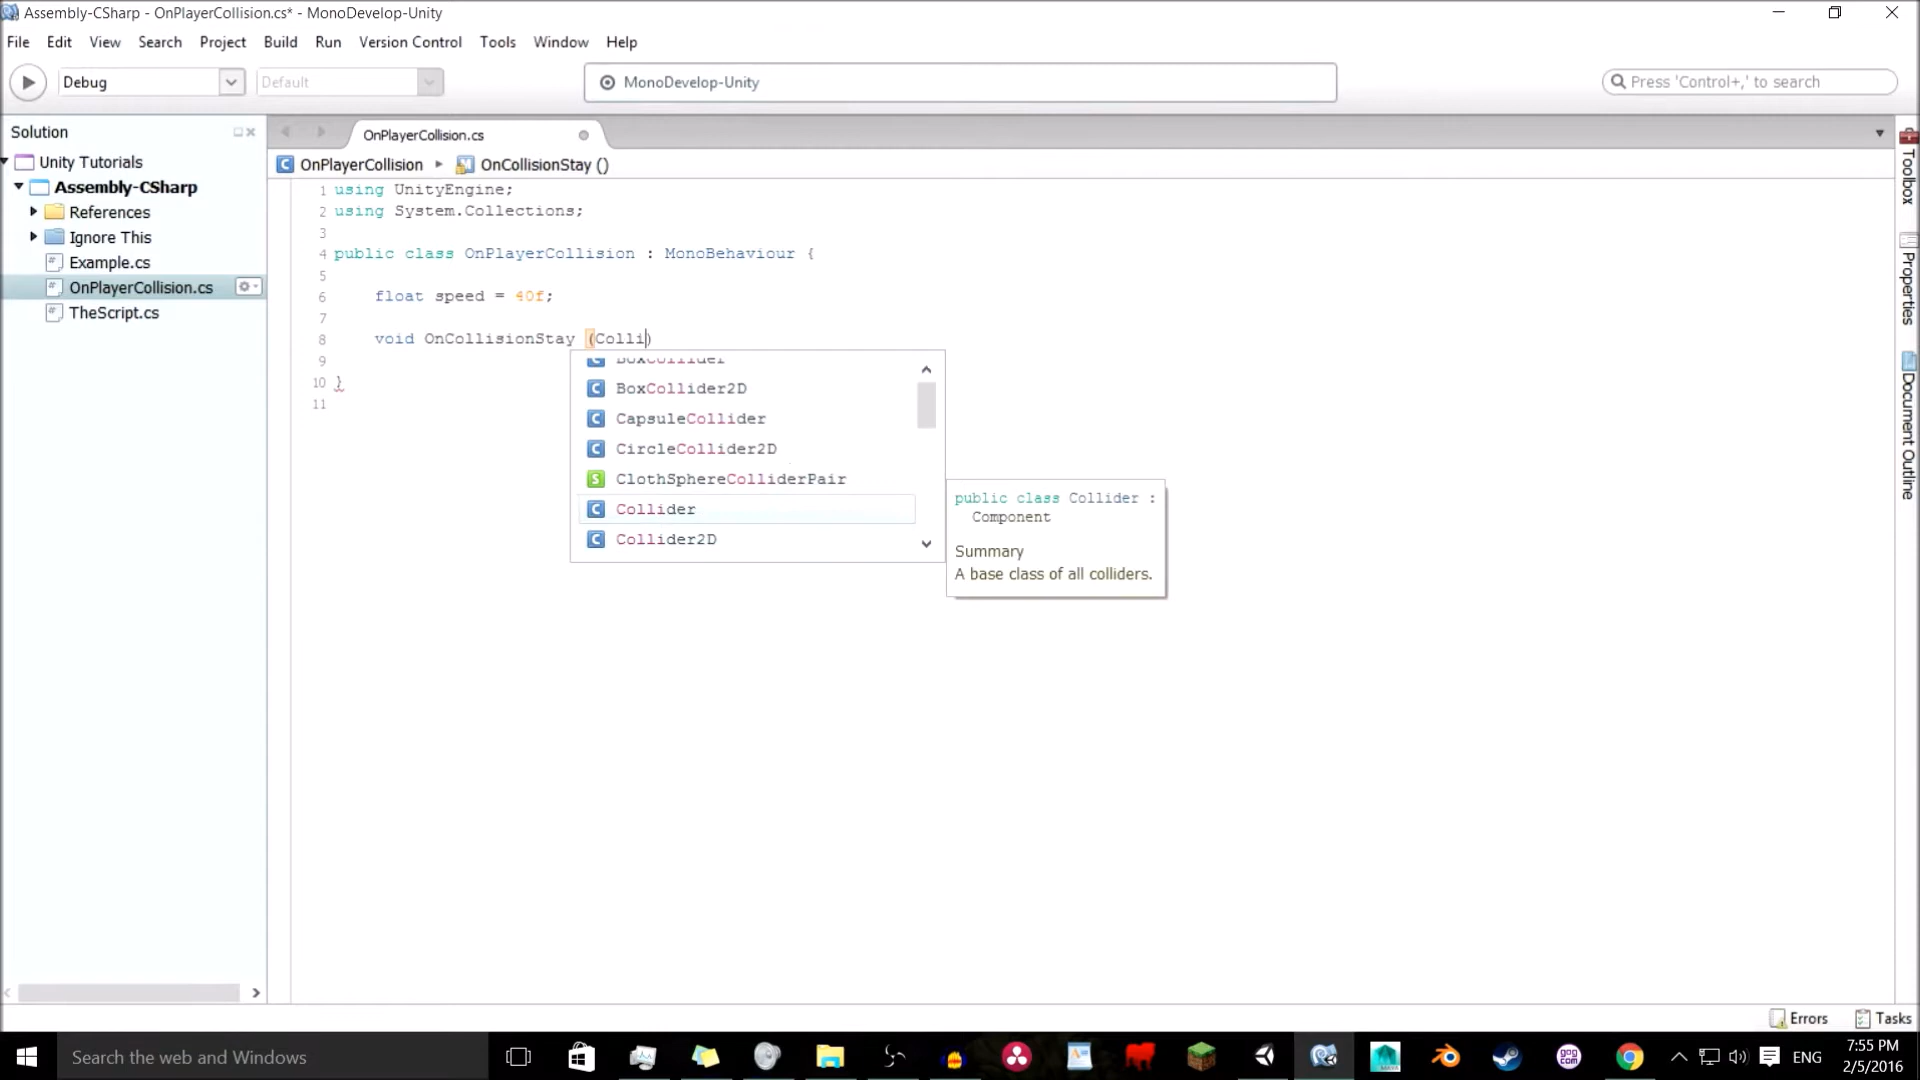 Assembly-CSharp - OnPlayerCollision.cs* - MonoDevelop-Unity
File Edit View Search Project Build Run Version Control Tools Window Help
Debug Default MonoDevelop-Unity Press 'Control+,' to search
Solution
Unity Tutorials
Assembly-CSharp
References
Ignore This
Example.cs
OnPlayerCollision.cs
TheScript.cs
OnPlayerCollision.cs
OnPlayerCollision OnCollisionStay ()
1 using UnityEngine;
2 using System.Collections;
3
4 public class OnPlayerCollision : MonoBehaviour {
5
6 float speed = 40f;
7
8 void OnCollisionStay (Colli)
9
10 }
11
BoxCollider
BoxCollider2D
CapsuleCollider
CircleCollider2D
S ClothSphereColliderPair
C Collider
C Collider2D
public class Collider :
Component
Summary
A base class of all colliders.
Toolbox
Properties
Document Outline
Errors Tasks
Search the web and Windows
ENG
7:55 PM
2/5/2016